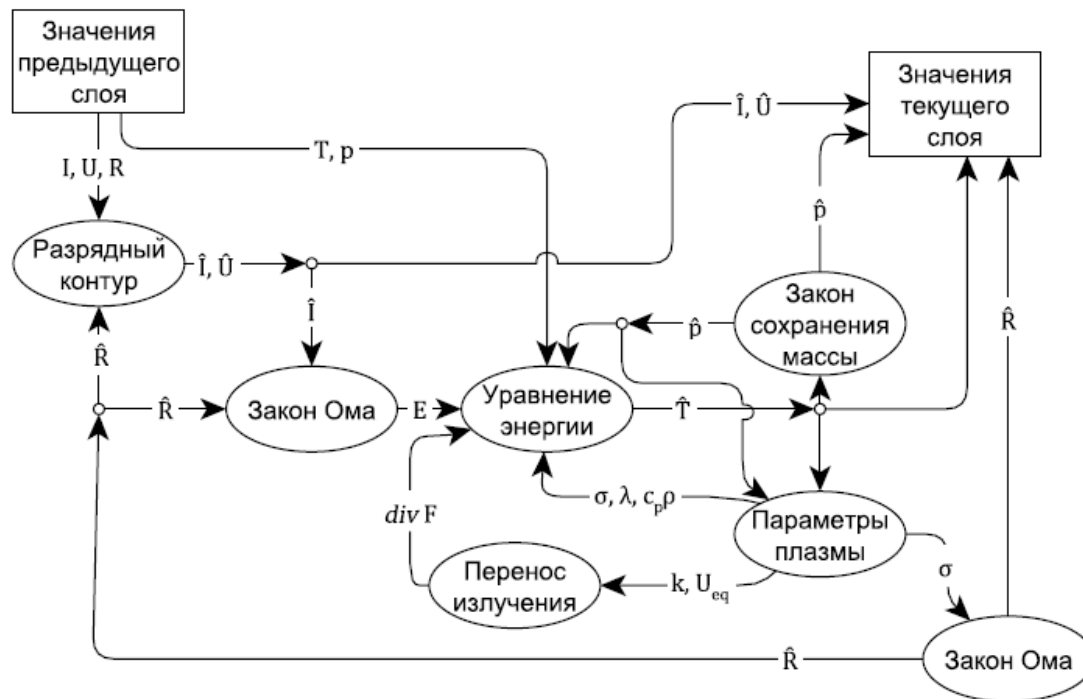 Значения
предыдущего
слоя
Значения
текущего
слоя
Î, Û
T, p
I, U, R
p̂
Разрядный
контур
Î, Û
Закон
сохранения
массы
Î
p̂
R̂
R̂
R̂
Закон Ома
E
Уравнение
энергии
T̂
σ, λ, cₚρ
div F
Параметры
плазмы
Перенос
излучения
k, Uₑq
σ
R̂
Закон Ома